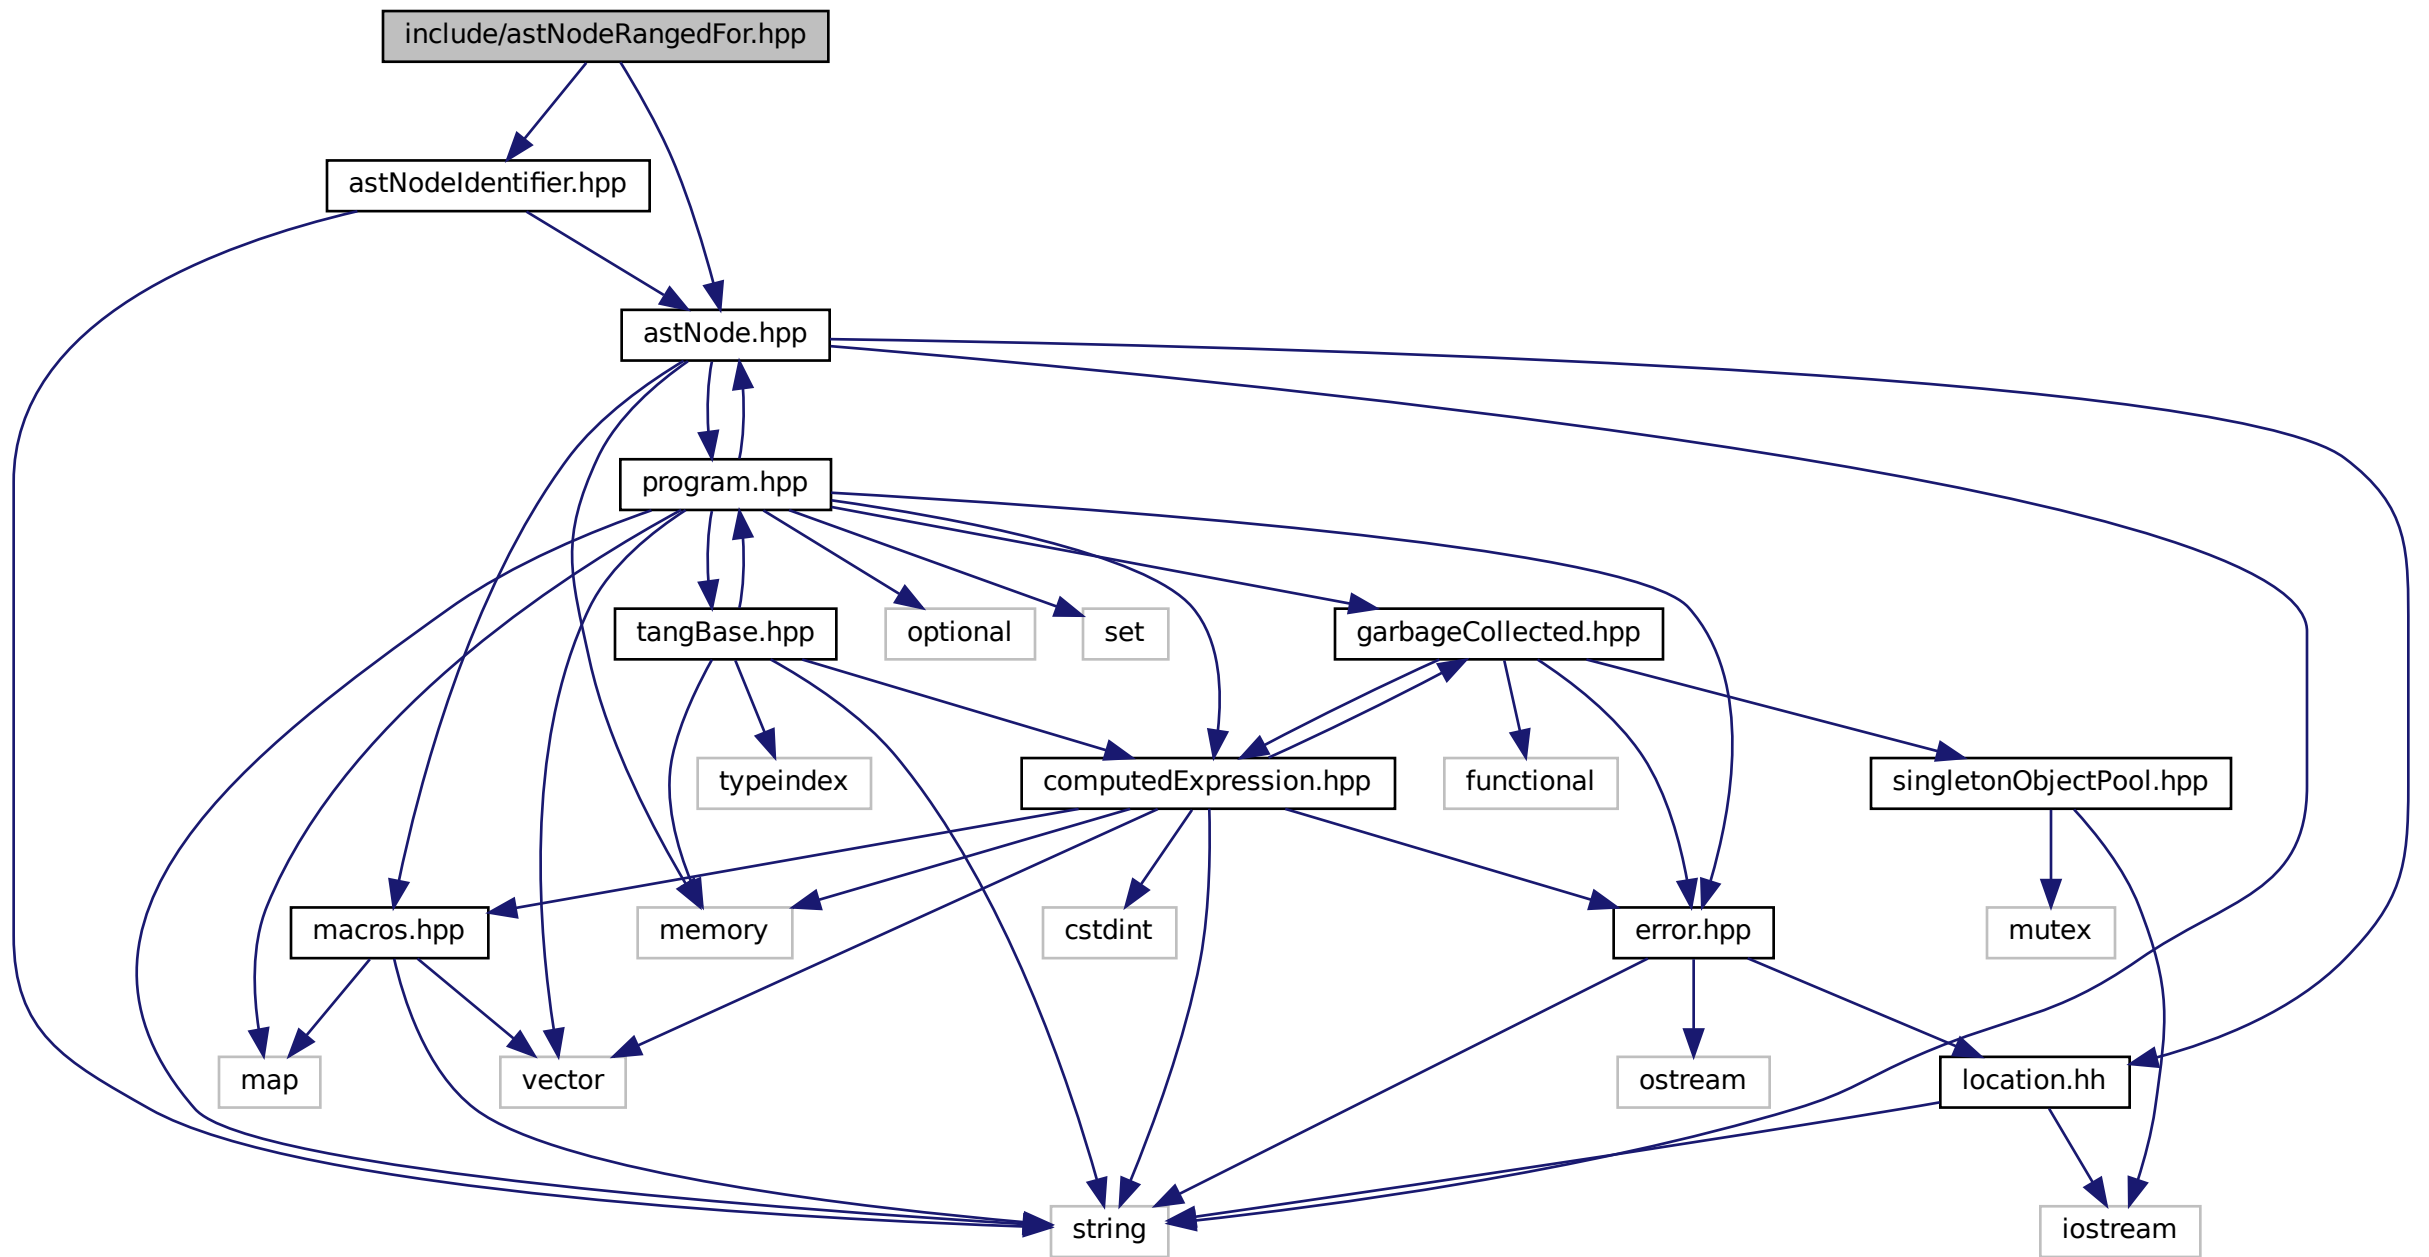 include/astNodeRangedFor.hpp
astNodeIdentifier.hpp
astNode.hpp
program.hpp
tangBase.hpp
optional
set
garbageCollected.hpp
typeindex
computedExpression.hpp
functional
singletonObjectPool.hpp
macros.hpp
memory
cstdint
error.hpp
mutex
map
vector
ostream
location.hh
string
iostream